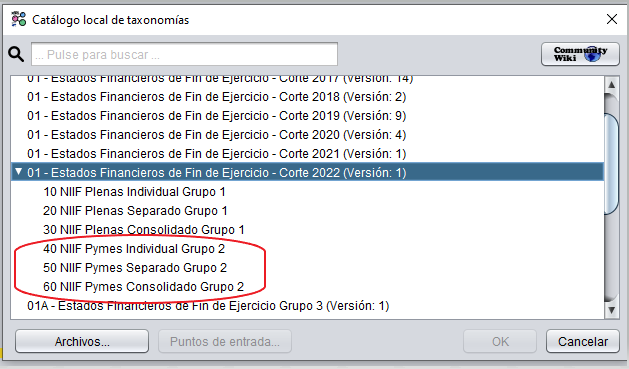 Catálogo local de taxonomías
... Pulse para buscar ...
Community
Wiki
01 - Estados Financieros de Fin de Ejercicio - Corte 2017 (Versión: 14)
01 - Estados Financieros de Fin de Ejercicio - Corte 2018 (Versión: 2)
01 - Estados Financieros de Fin de Ejercicio - Corte 2019 (Versión: 9)
01 - Estados Financieros de Fin de Ejercicio - Corte 2020 (Versión: 4)
01 - Estados Financieros de Fin de Ejercicio - Corte 2021 (Versión: 1)
01 - Estados Financieros de Fin de Ejercicio - Corte 2022 (Versión: 1)
10 NIIF Plenas Individual Grupo 1
20 NIIF Plenas Separado Grupo 1
30 NIIF Plenas Consolidado Grupo 1
40 NIIF Pymes Individual Grupo 2
50 NIIF Pymes Separado Grupo 2
60 NIIF Pymes Consolidado Grupo 2
01A - Estados Financieros de Fin de Ejercicio Grupo 3 (Versión: 1)
Archivos...
Puntos de entrada...
OK
Cancelar